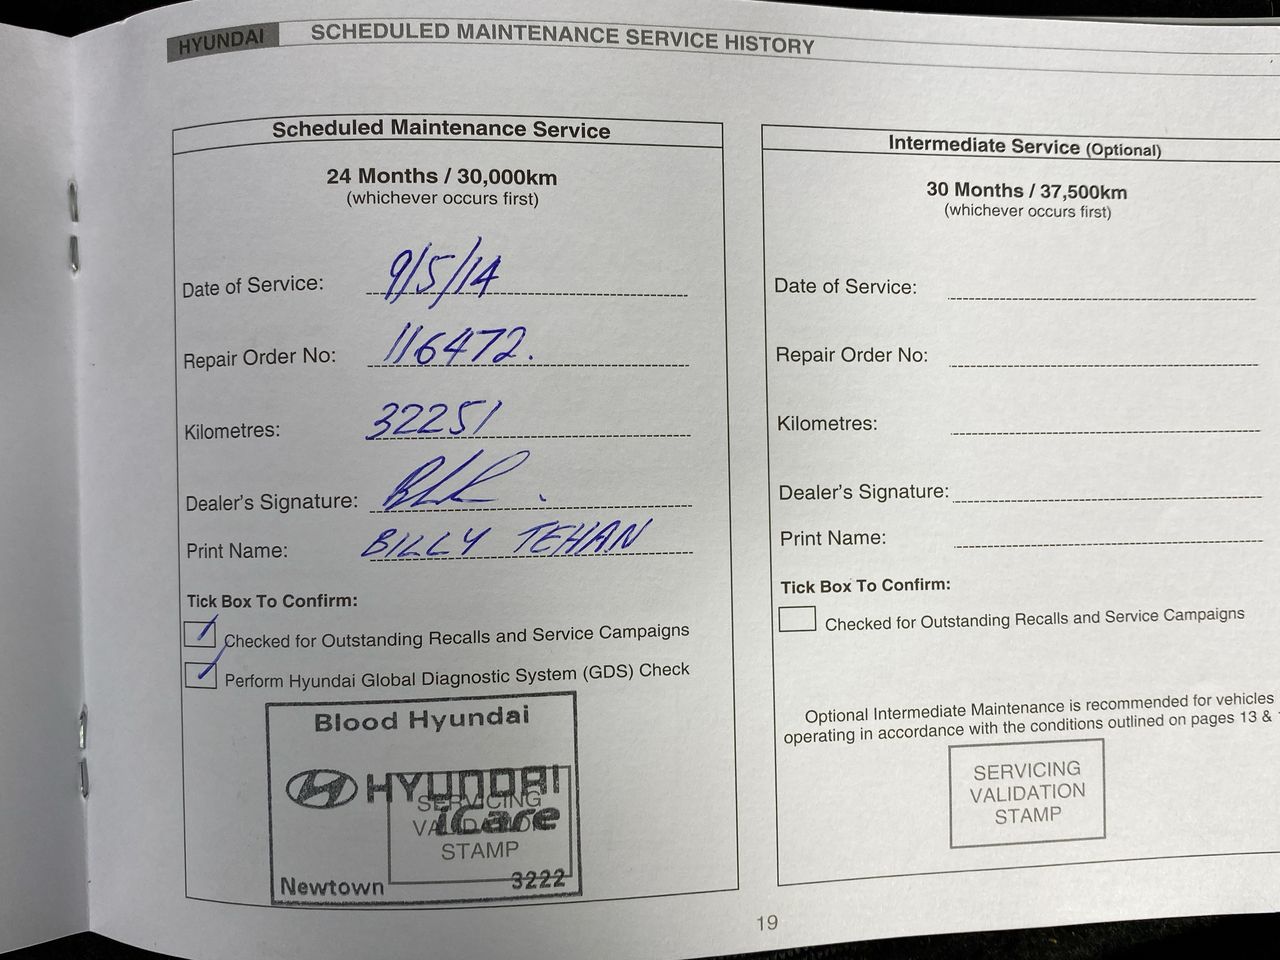 HYUNDAI SCHEDULED MAINTENANCE SERVICE HISTORY
Scheduled Maintenance Service
24 Months / 30,000km
(whichever occurs first)
Date of Service: 9/5/14
Repair Order No: 116472.
Kilometres: 32251
Dealer's Signature:
Print Name: BILLY TEHAN
Tick Box To Confirm:
Checked for Outstanding Recalls and Service Campaigns
Perform Hyundai Global Diagnostic System (GDS) Check
Blood Hyundai
HYUNDAI
iCare
SERVICING
VALIDATION
STAMP
Newtown 3222
Intermediate Service (Optional)
30 Months / 37,500km
(whichever occurs first)
Date of Service:
Repair Order No:
Kilometres:
Dealer's Signature:
Print Name:
Tick Box To Confirm:
Checked for Outstanding Recalls and Service Campaigns
Optional Intermediate Maintenance is recommended for vehicles
operating in accordance with the conditions outlined on pages 13 &
SERVICING
VALIDATION
STAMP
19